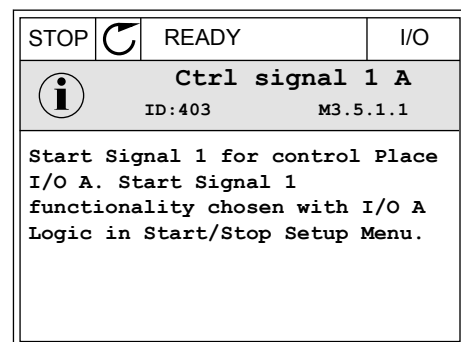 STOP READY I/O
Ctrl signal 1 A
ID:403 M3.5.1.1
Start Signal 1 for control Place
I/O A. Start Signal 1
functionality chosen with I/O A
Logic in Start/Stop Setup Menu.